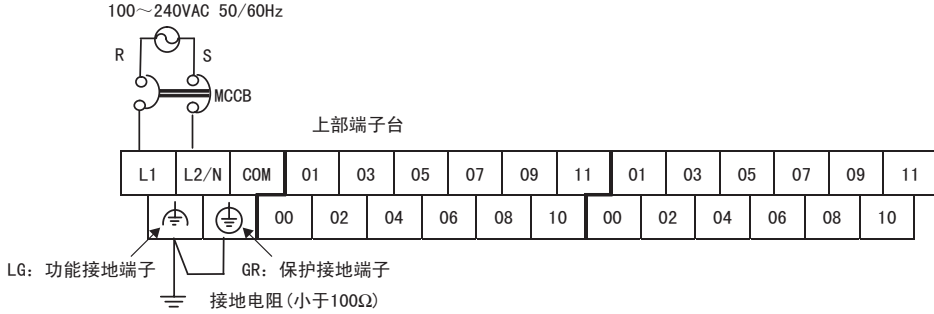 100～240VAC 50/60Hz
R
S
MCCB
上部端子台
L1 L2/N COM 01 03 05 07 09 11 01 03 05 07 09 11
00 02 04 06 08 10 00 02 04 06 08 10
LG: 功能接地端子
GR: 保护接地端子
接地电阻(小于100Ω)